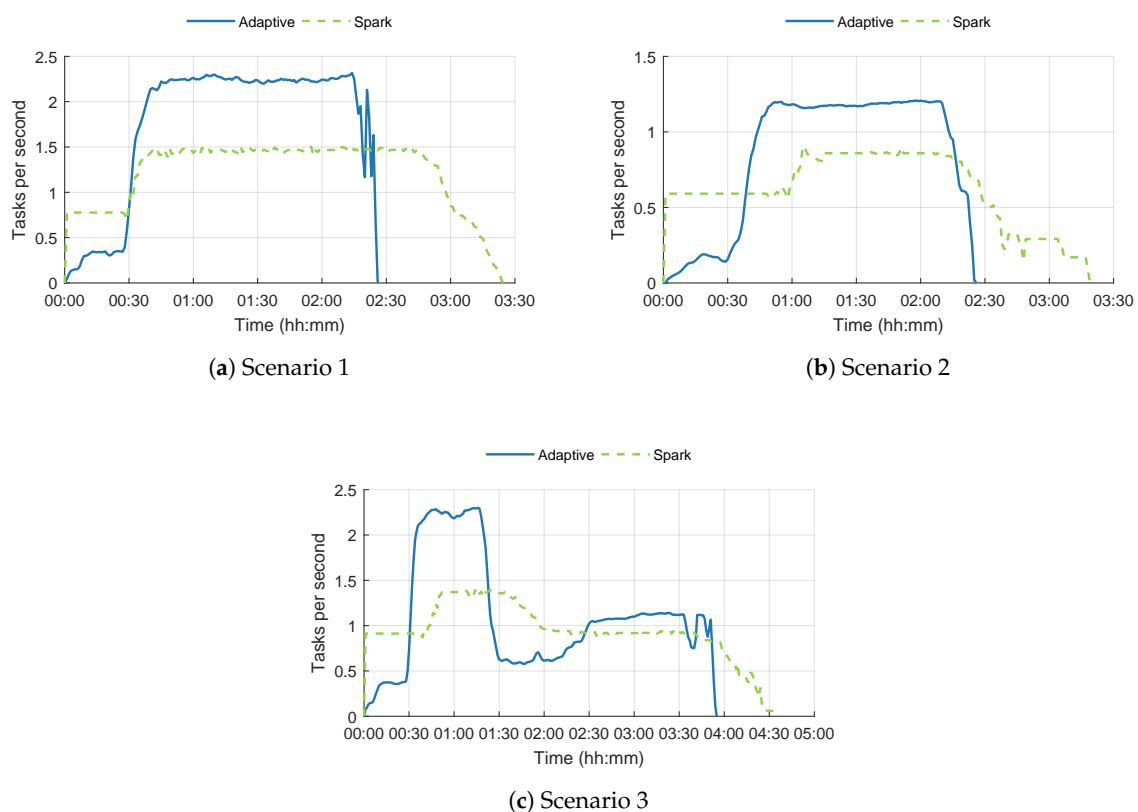 Adaptive Spark
2.5
2
1.5
1
0.5
0
Tasks per second
00:00 00:30 01:00 01:30 02:00 02:30 03:00 03:30
Time (hh:mm)
(a) Scenario 1
Adaptive Spark
1.5
1
0.5
0
Tasks per second
00:00 00:30 01:00 01:30 02:00 02:30 03:00 03:30
Time (hh:mm)
(b) Scenario 2
Adaptive Spark
2.5
2
1.5
1
0.5
0
Tasks per second
00:00 00:30 01:00 01:30 02:00 02:30 03:00 03:30 04:00 04:30 05:00
Time (hh:mm)
(c) Scenario 3